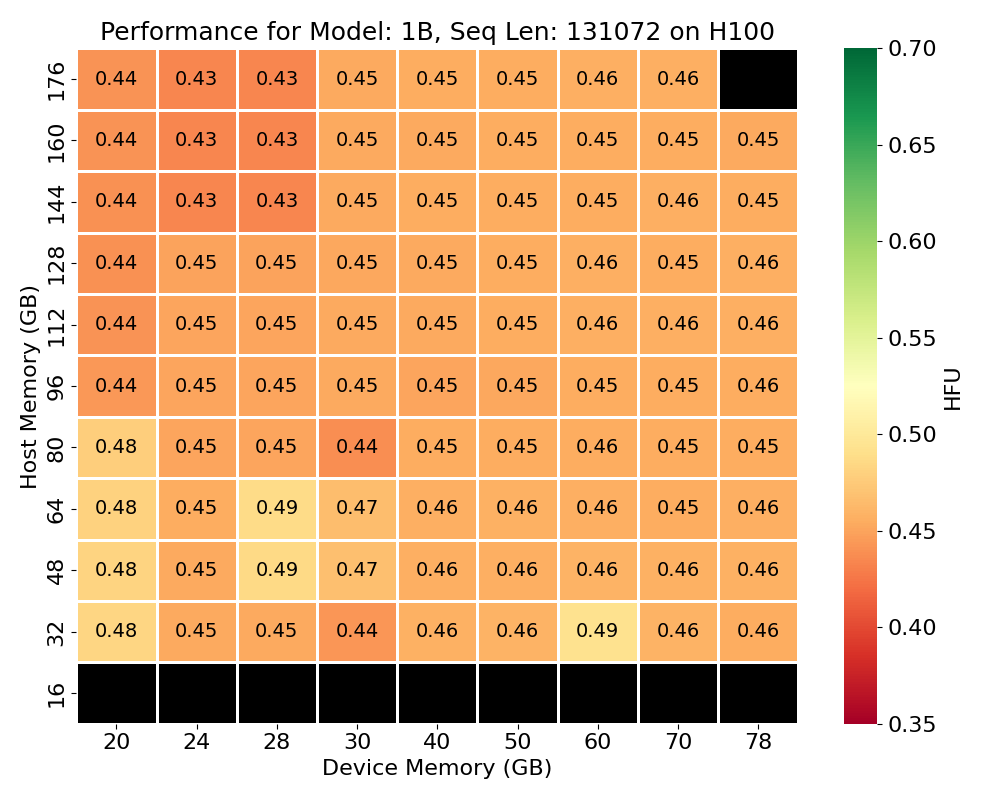 Performance for Model: 1B, Seq Len: 131072 on H100
176 0.44 0.43 0.43 0.45 0.45 0.45 0.46 0.46
160 0.44 0.43 0.43 0.45 0.45 0.45 0.45 0.45 0.45
144 0.44 0.43 0.43 0.45 0.45 0.45 0.45 0.46 0.45
128 0.44 0.45 0.45 0.45 0.45 0.45 0.46 0.45 0.46
112 0.44 0.45 0.45 0.45 0.45 0.45 0.46 0.46 0.46
96 0.44 0.45 0.45 0.45 0.45 0.45 0.45 0.45 0.46
80 0.48 0.45 0.45 0.44 0.45 0.45 0.46 0.45 0.45
64 0.48 0.45 0.49 0.47 0.46 0.46 0.46 0.45 0.46
48 0.48 0.45 0.49 0.47 0.46 0.46 0.46 0.46 0.46
32 0.48 0.45 0.45 0.44 0.46 0.46 0.49 0.46 0.46
16
20 24 28 30 40 50 60 70 78
Device Memory (GB)
Host Memory (GB)
0.70
0.65
0.60
0.55
0.50
0.45
0.40
0.35
HFU